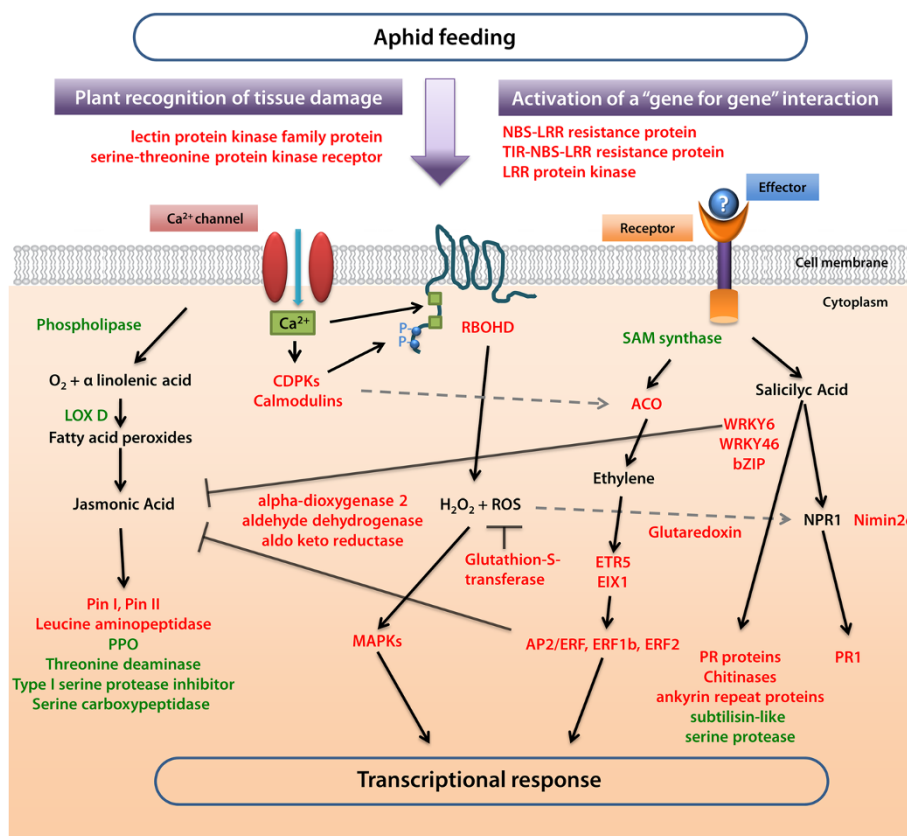 Aphid feeding
Plant recognition of tissue damage
Activation of a “gene for gene” interaction
lectin protein kinase family protein
serine-threonine protein kinase receptor
NBS-LRR resistance protein
TIR-NBS-LRR resistance protein
LRR protein kinase
Effector
?
Ca²⁺ channel
Receptor
Cell membrane
Cytoplasm
Phospholipase
Ca²⁺
P-
P-
RBOHD
SAM synthase
O₂ + α linolenic acid
CDPKs
Calmodulins
ACO
Salicilyc Acid
LOX D
Fatty acid peroxides
WRKY6
WRKY46
bZIP
Ethylene
Jasmonic Acid
alpha-dioxygenase 2
aldehyde dehydrogenase
aldo keto reductase
H₂O₂ + ROS
Glutaredoxin
NPR1
Nimin2c
Glutathion-S-
transferase
ETR5
EIX1
Pin I, Pin II
Leucine aminopeptidase
PPO
Threonine deaminase
Type I serine protease inhibitor
Serine carboxypeptidase
MAPKs
AP2/ERF, ERF1b, ERF2
PR proteins
Chitinases
ankyrin repeat proteins
subtilisin-like
serine protease
PR1
Transcriptional response